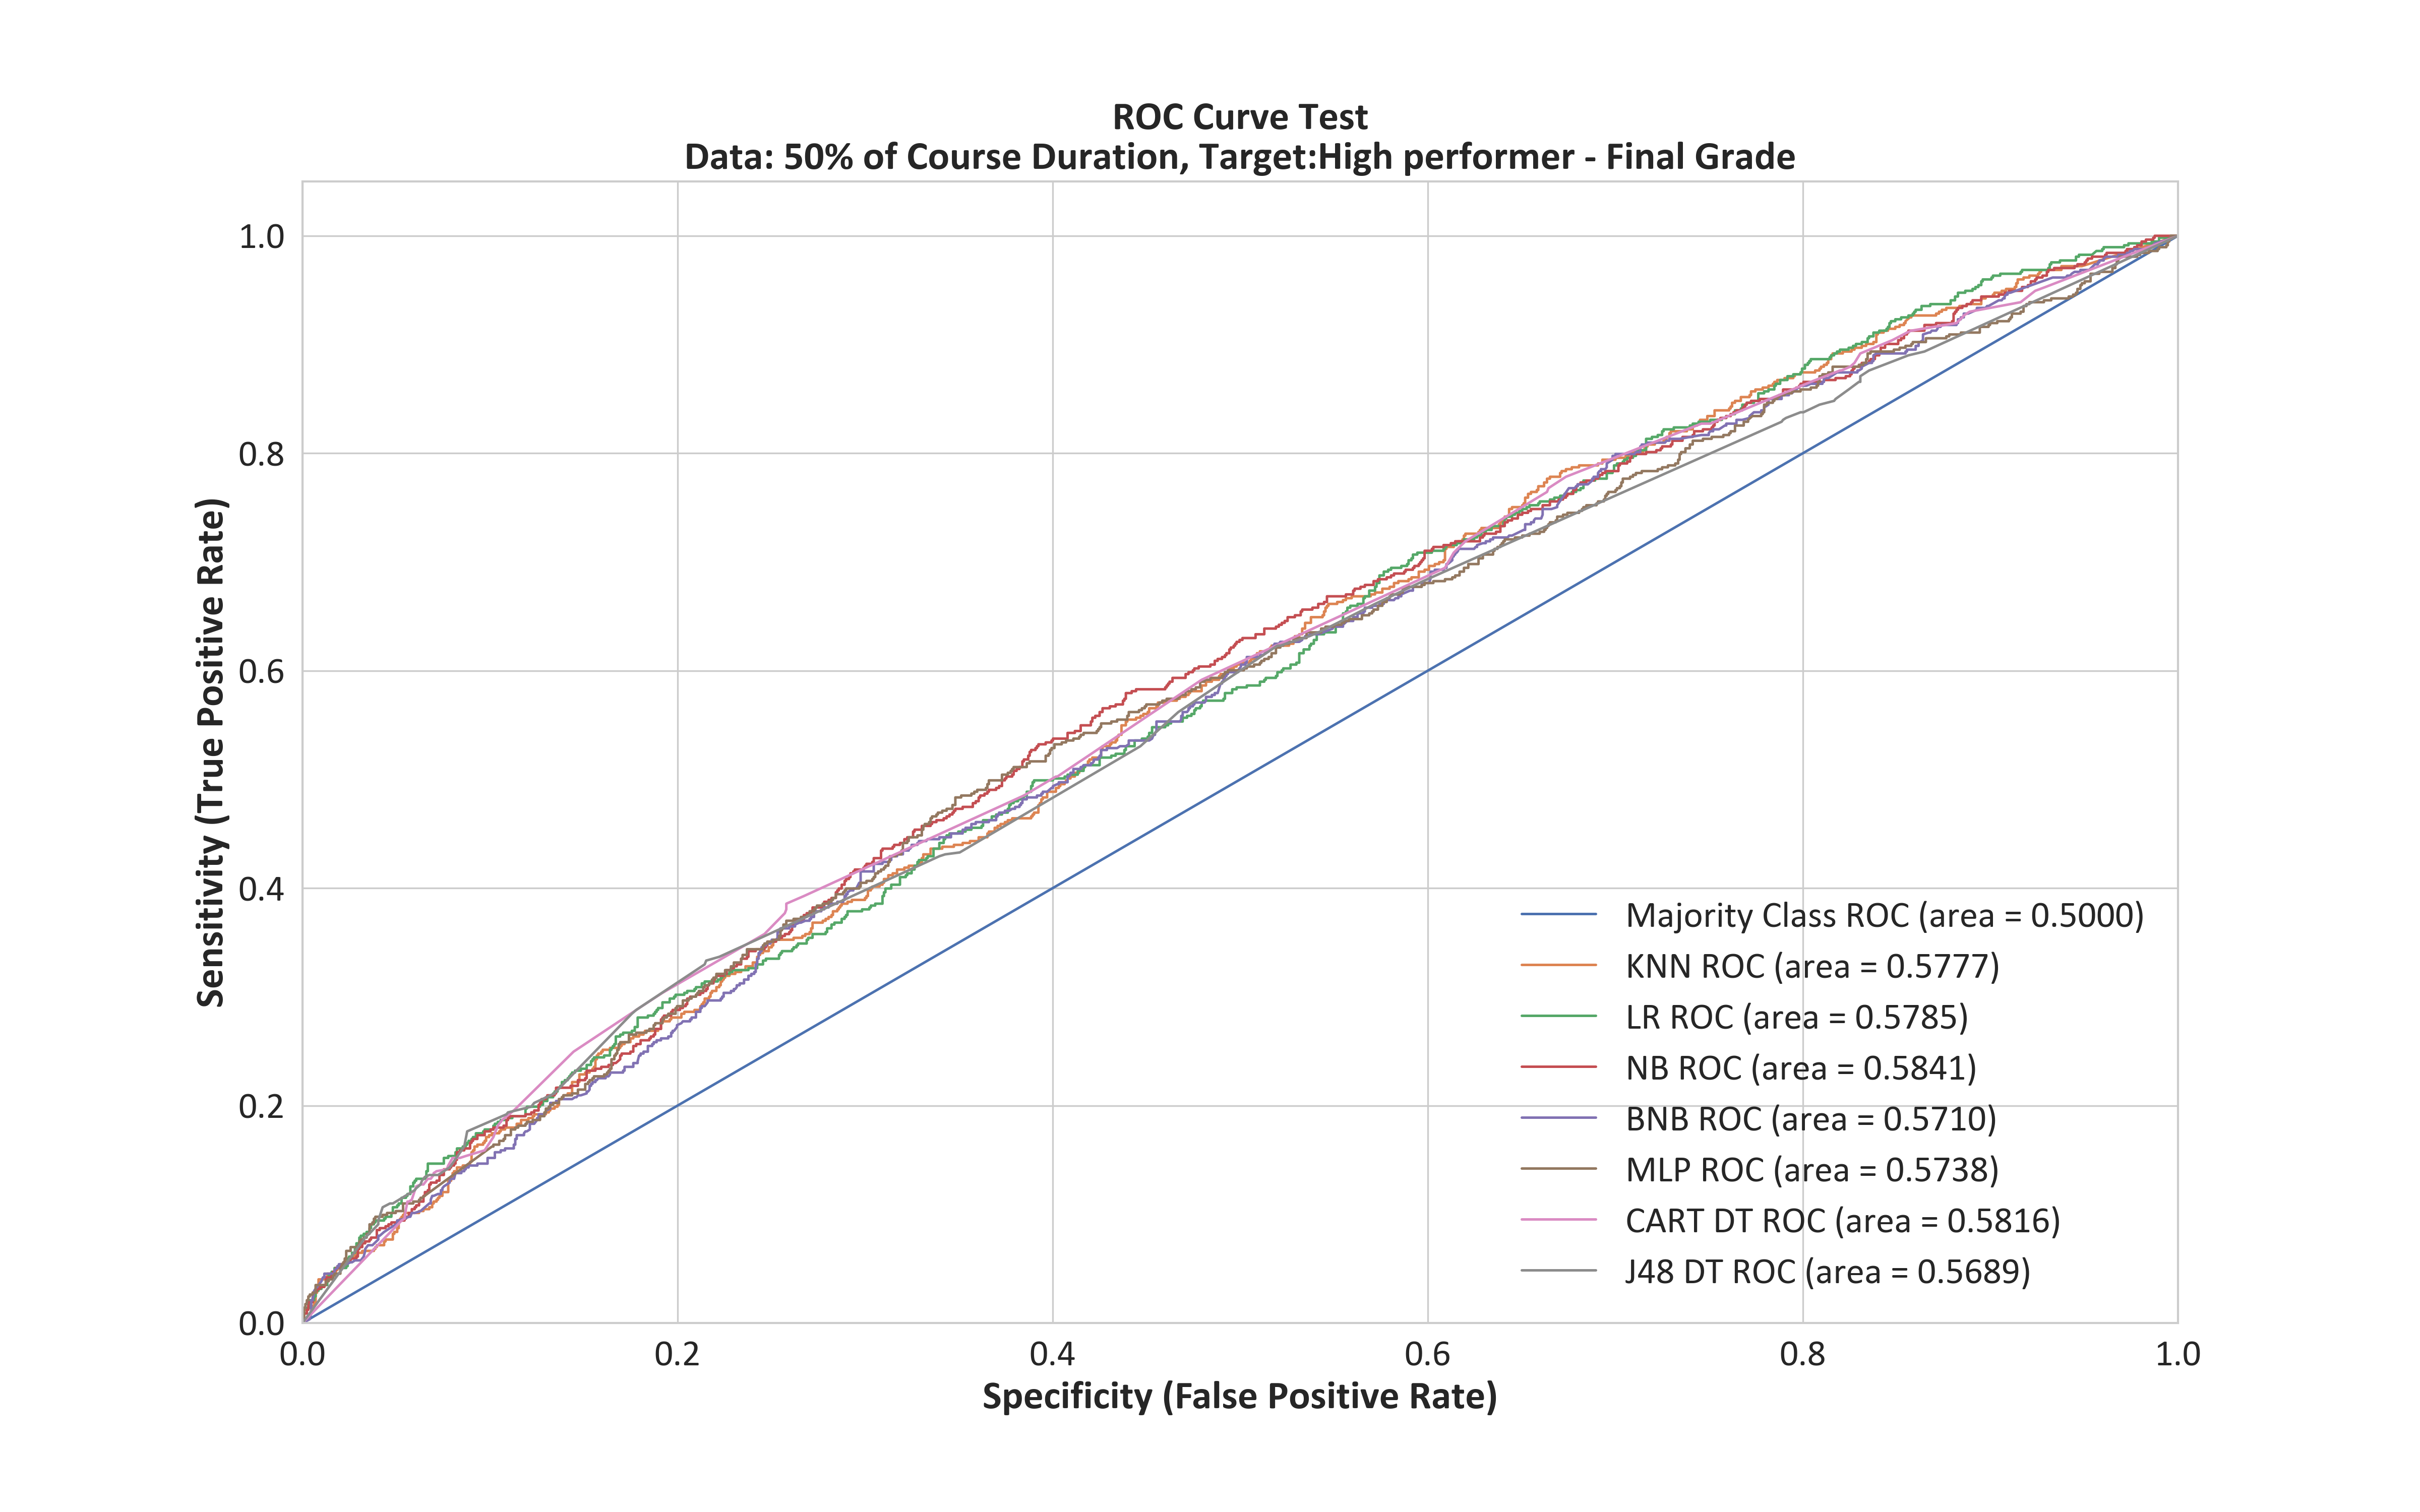 ROC Curve Test
Data: 50% of Course Duration, Target:High performer - Final Grade
1.0
0.8
0.6
0.4
0.2
0.0
Sensitivity (True Positive Rate)
Majority Class ROC (area = 0.5000)
KNN ROC (area = 0.5777)
LR ROC (area = 0.5785)
NB ROC (area = 0.5841)
BNB ROC (area = 0.5710)
MLP ROC (area = 0.5738)
CART DT ROC (area = 0.5816)
J48 DT ROC (area = 0.5689)
0.0 0.2 0.4 0.6 0.8 1.0
Specificity (False Positive Rate)